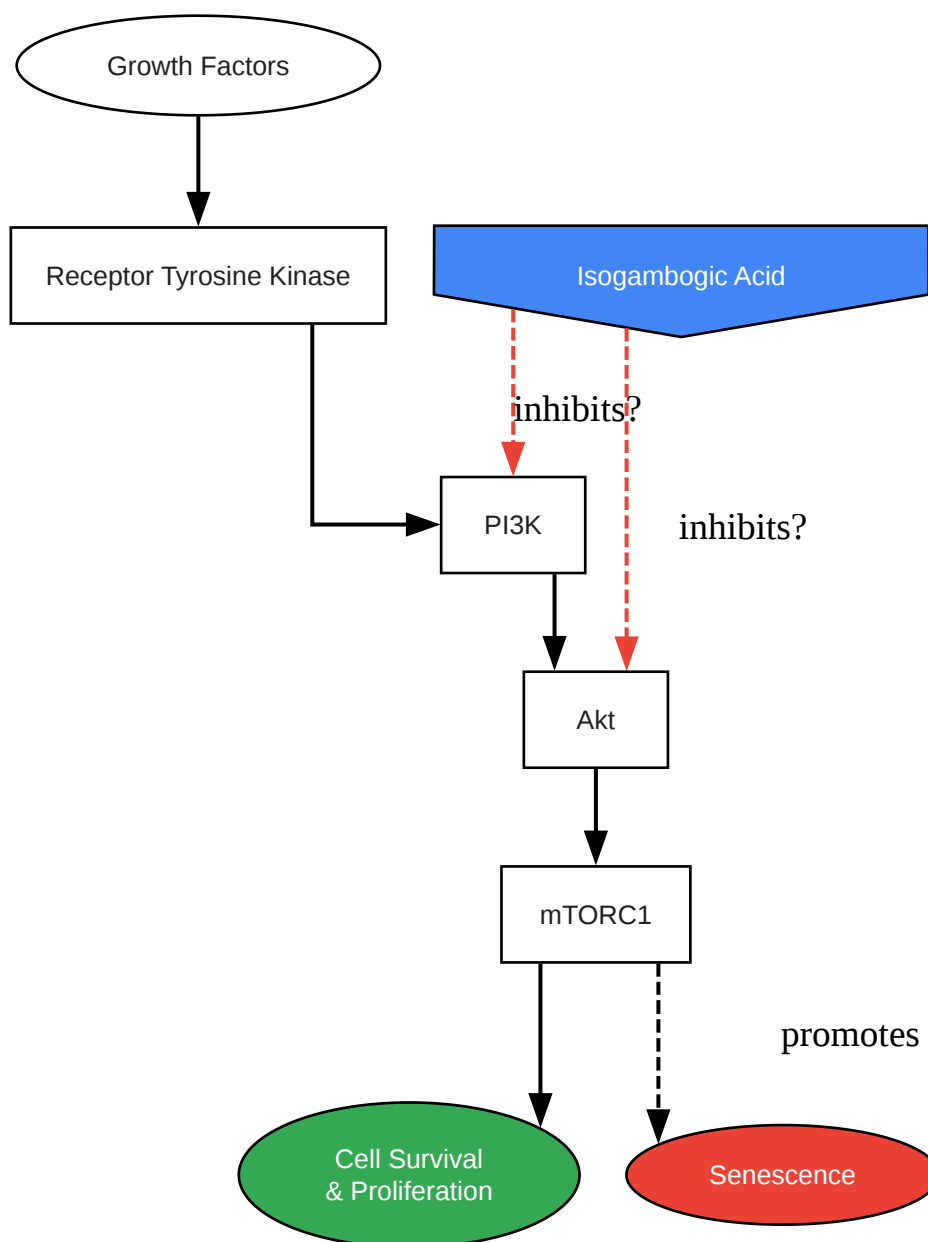 Growth Factors
Receptor Tyrosine Kinase
Isogambogic Acid
inhibits?
PI3K
inhibits?
Akt
mTORC1
promotes
Cell Survival
& Proliferation
Senescence